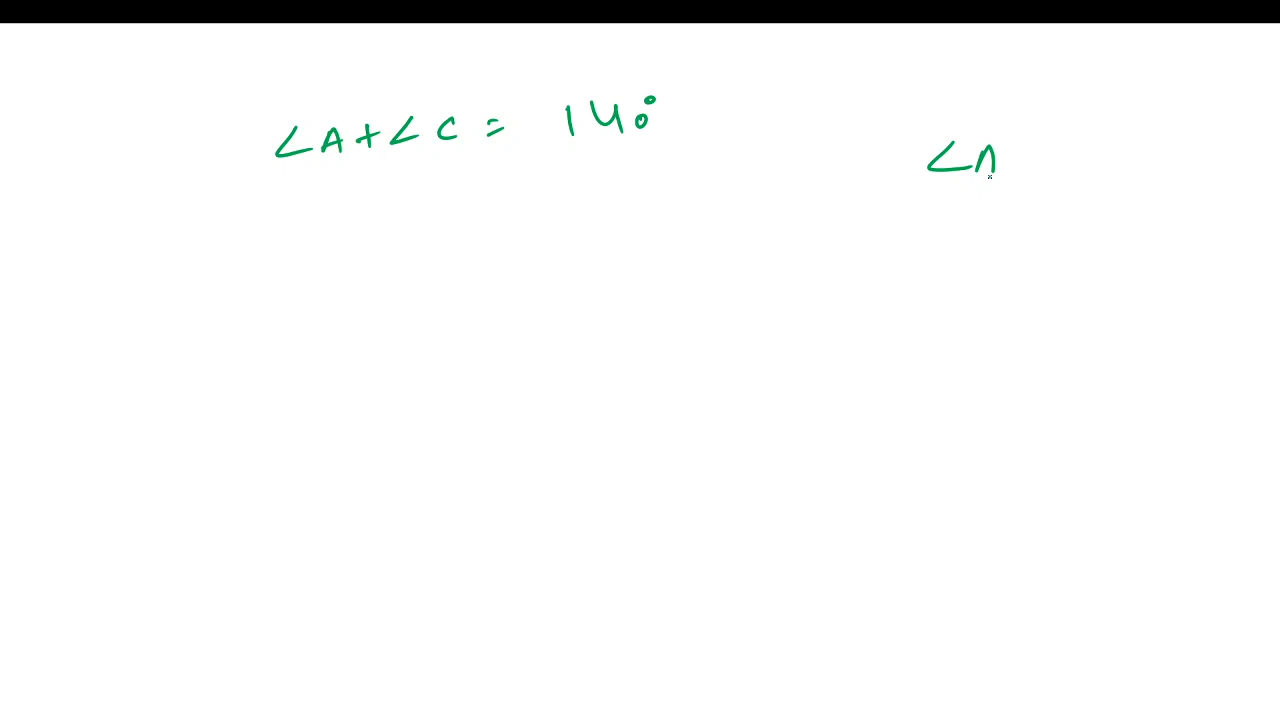 ∠A+∠C = 140°
∠A